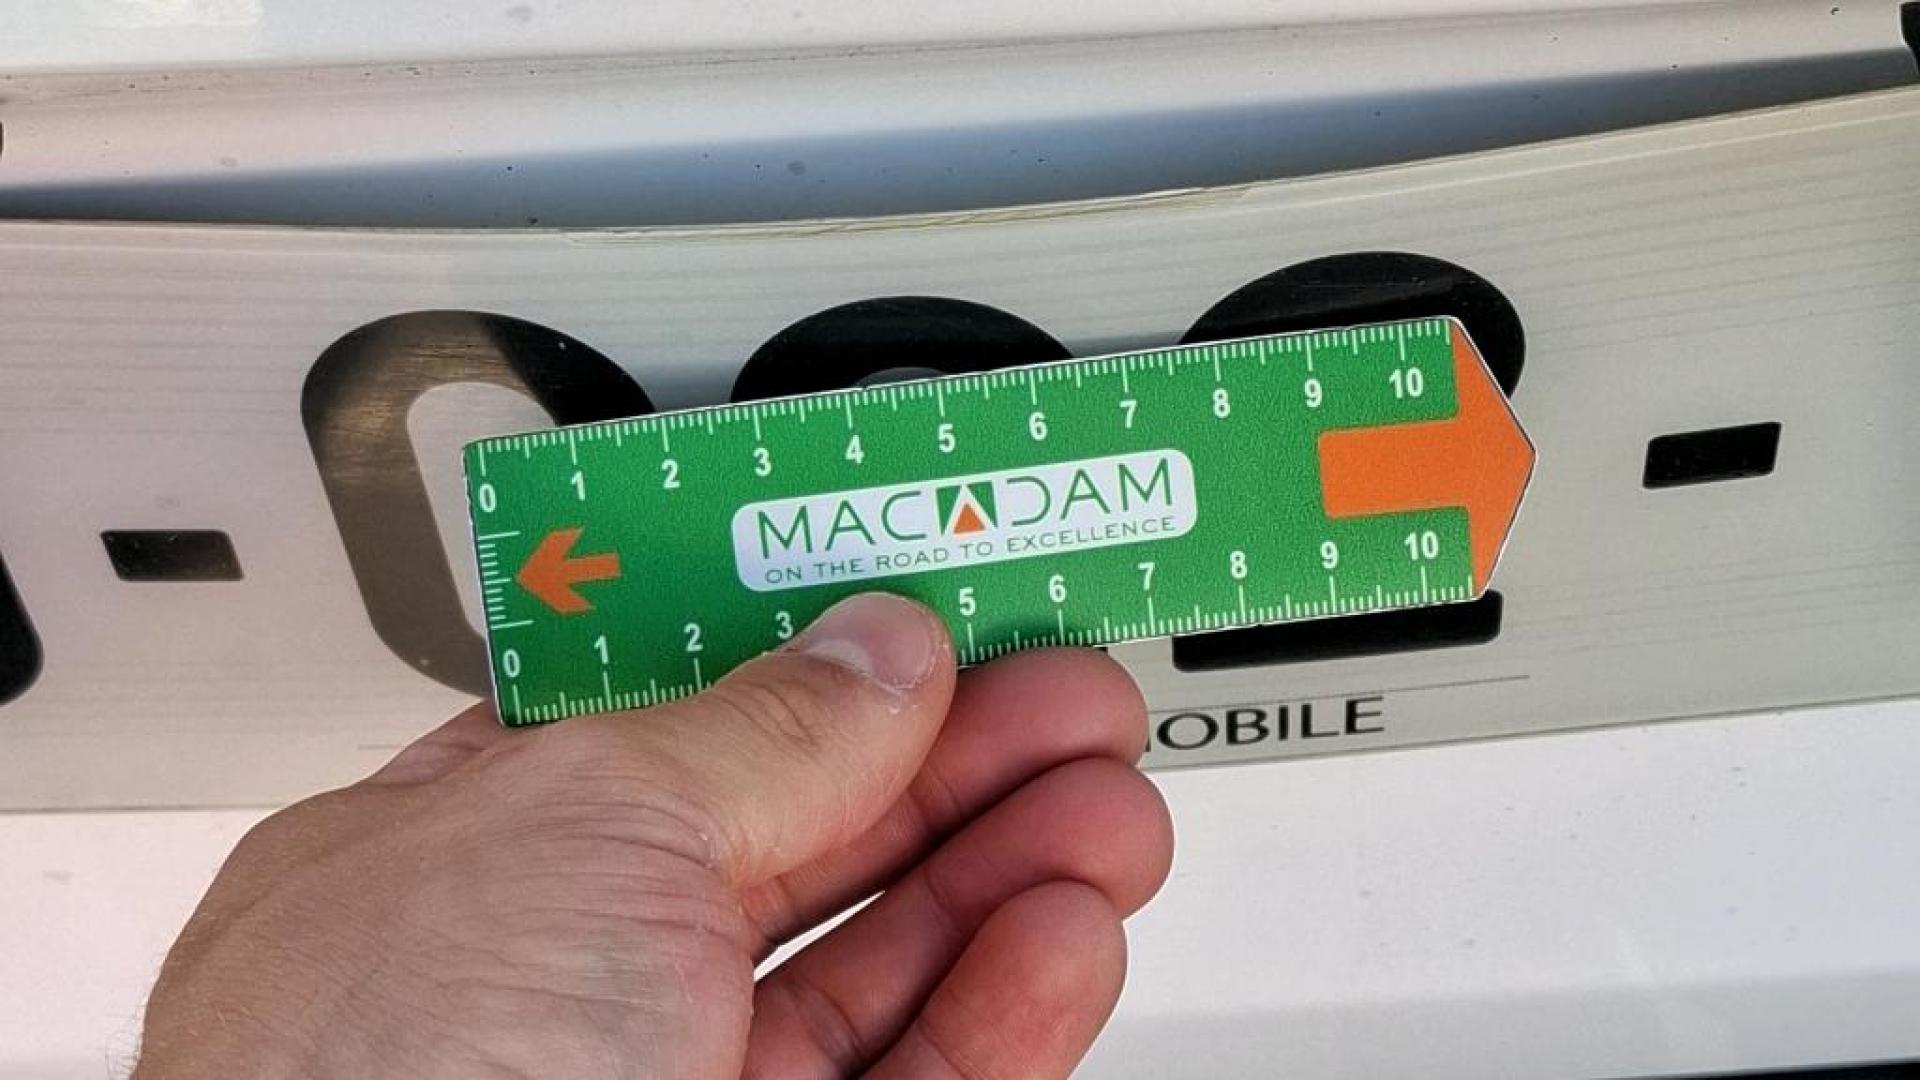 0 1 2 3 4 5 6 7 8 9 10
MACADAM
ON THE ROAD TO EXCELLENCE
0 1 2 3 5 6 7 8 9 10
OBILE